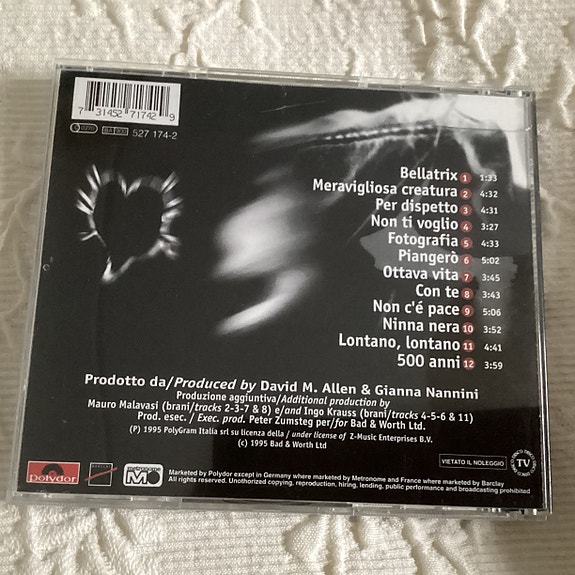 7 31452 71742 9
527 174-2
Bellatrix 1 1:33
Meravigliosa creatura 2 4:32
Per dispetto 3 4:31
Non ti voglio 4 3:27
Fotografia 5 4:33
Piangerò 6 5:02
Ottava vita 7 3:45
Con te 8 3:43
Non c'é pace 9 5:06
Ninna nera 10 3:52
Lontano, lontano 11 4:41
500 anni 12 3:59
Prodotto da/Produced by David M. Allen & Gianna Nannini
Produzione aggiuntiva/Additional production by
Mauro Malavasi (brani/tracks 2-3-7 & 8) e/and Ingo Krauss (brani/tracks 4-5-6 & 11)
Prod. esec. / Exec. prod. Peter Zumsteg per/for Bad & Worth Ltd.
(P) 1995 PolyGram Italia srl su licenza della / under license of Z-Music Enterprises B.V.
(c) 1995 Bad & Worth Ltd
VIETATO IL NOLEGGIO
TV
polydor
BARCLAY
metronome
Marketed by Polydor except in Germany where marketed by Metronome and France where marketed by Barclay
All rights reserved. Unauthorized copying, reproduction, hiring, lending, public performance and broadcasting prohibited